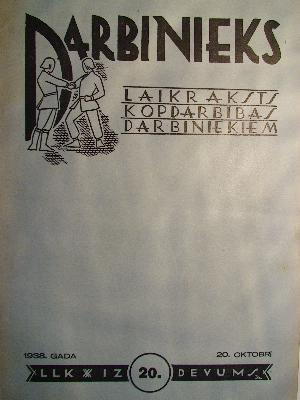 DARBINIEKS
LAIKRAKSTS
KOPDARBĪBAS
DARBINIEKIEM
1938. GADA 20. OKTOBRĪ
LLK IZ 20. DEVUMS